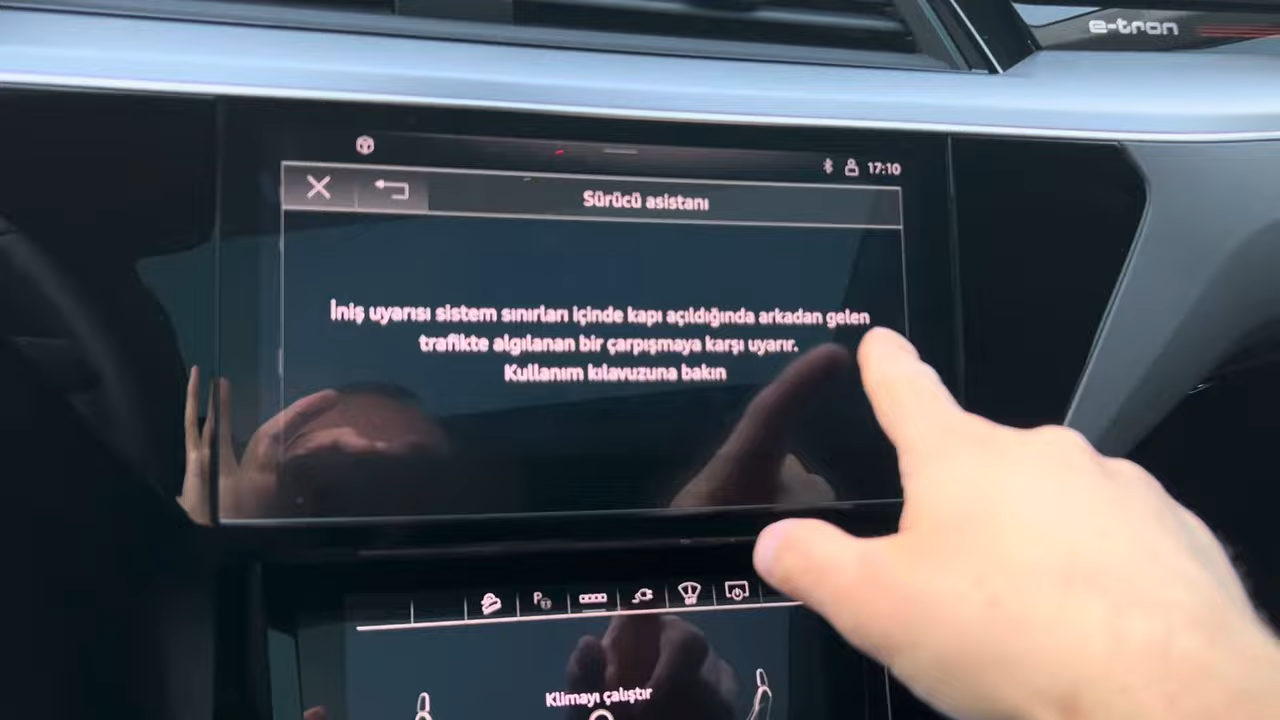 e-tron
17:10
Sürücü asistanı
İniş uyarısı sistem sınırları içinde kapı açıldığında arkadan gelen
trafikte algılanan bir çarpışmaya karşı uyarır.
Kullanım kılavuzuna bakın
P
OFF
Klimayı çalıştır